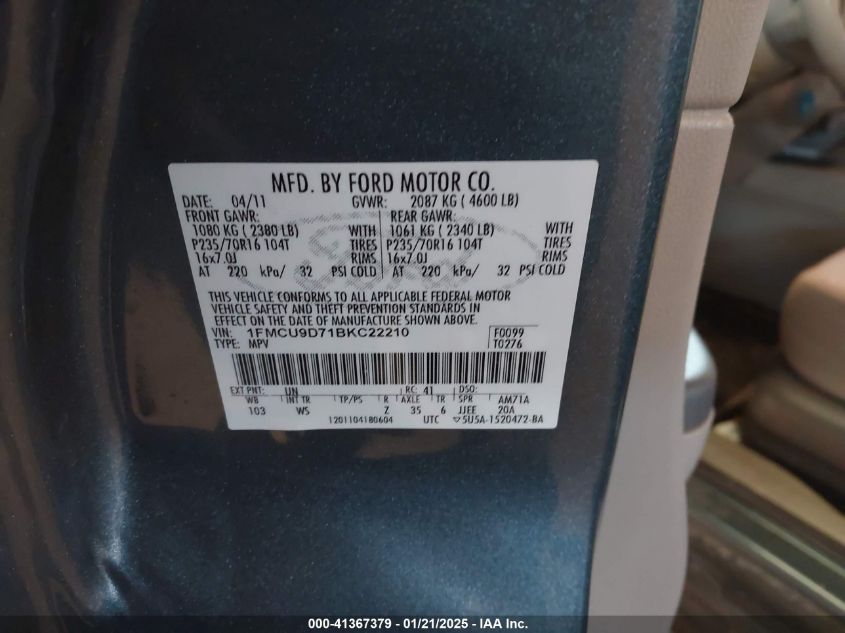 MFD. BY FORD MOTOR CO.
DATE: 04/11 GVWR: 2087 KG ( 4600 LB)
FRONT GAWR: REAR GAWR:
1080 KG ( 2380 LB) WITH 1061 KG ( 2340 LB) WITH
P235/70R16 104T TIRES P235/70R16 104T TIRES
16x7.0J RIMS 16x7.0J RIMS
AT 220 kPa/ 32 PSI COLD AT 220 kPa/ 32 PSI COLD
THIS VEHICLE CONFORMS TO ALL APPLICABLE FEDERAL MOTOR
VEHICLE SAFETY AND THEFT PREVENTION STANDARDS IN
EFFECT ON THE DATE OF MANUFACTURE SHOWN ABOVE.
VIN: 1FMCU9D71BKC22210 F0099
TYPE: MPV T0276
EXT PNT: UN RC: 41 DSO:
WB INT TR TP/PS R AXLE TR SPR AM71A
103 WS Z 35 6 JJEE 20A
1201104180604 UTC ▽5U5A-1520472-BA
000-41367379 - 01/21/2025 - IAA Inc.